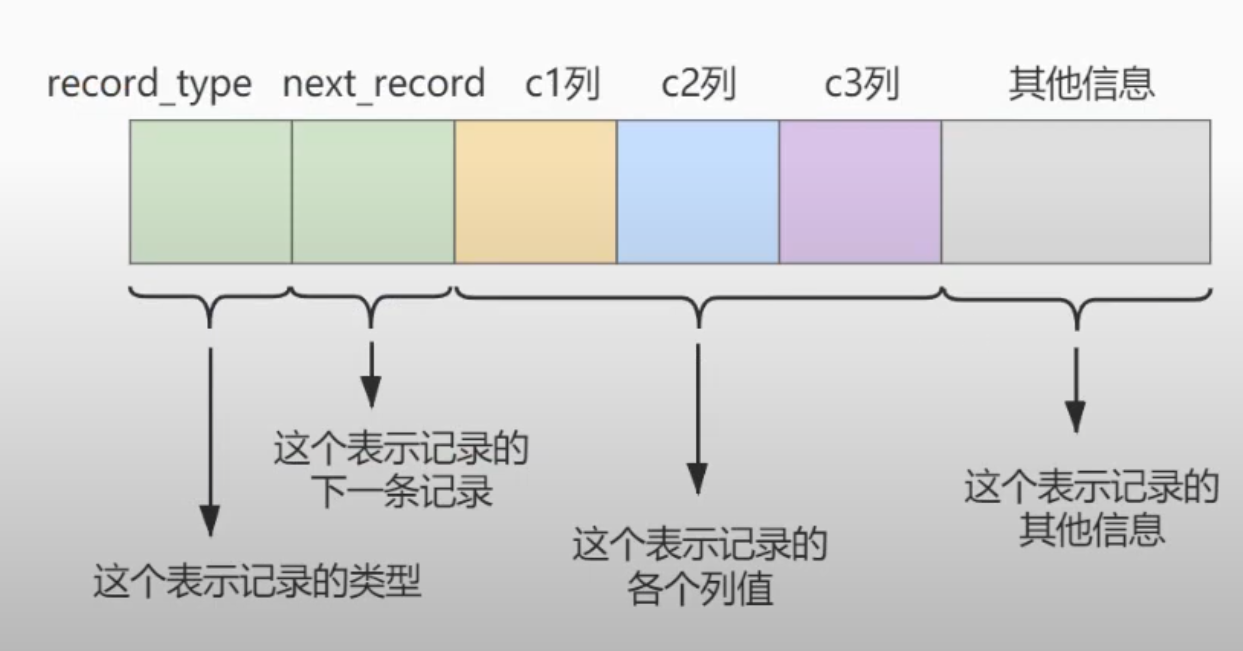 record_type next_record c1列 c2列 c3列 其他信息
这个表示记录的
下一条记录
这个表示记录的
其他信息
这个表示记录的
各个列值
这个表示记录的类型